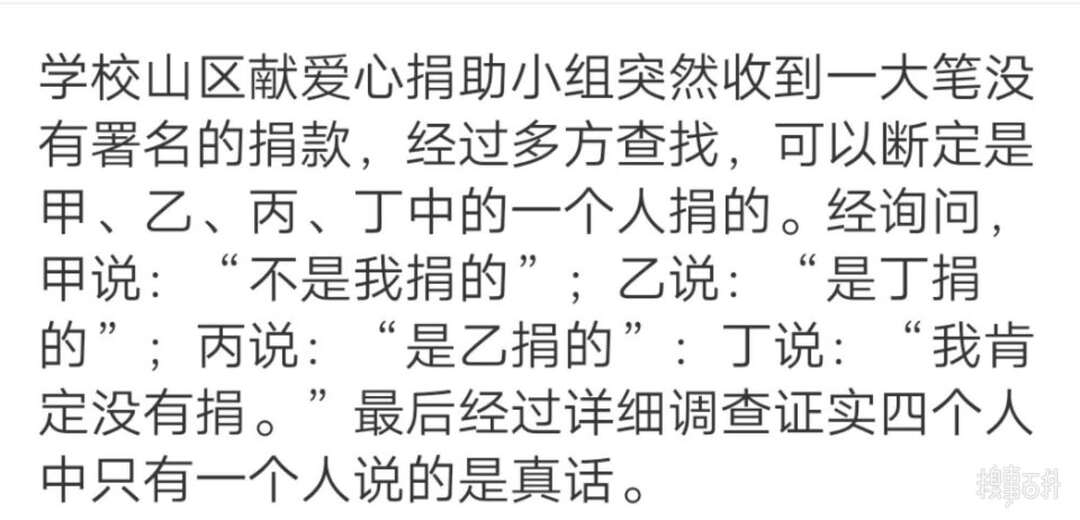 学校山区献爱心捐助小组突然收到一大笔没
有署名的捐款，经过多方查找，可以断定是
甲、乙、丙、丁中的一个人捐的。经询问，
甲说：“不是我捐的”；乙说：“是丁捐
的”；丙说：“是乙捐的”：丁说：“我肯
定没有捐。”最后经过详细调查证实四个人
中只有一个人说的是真话。